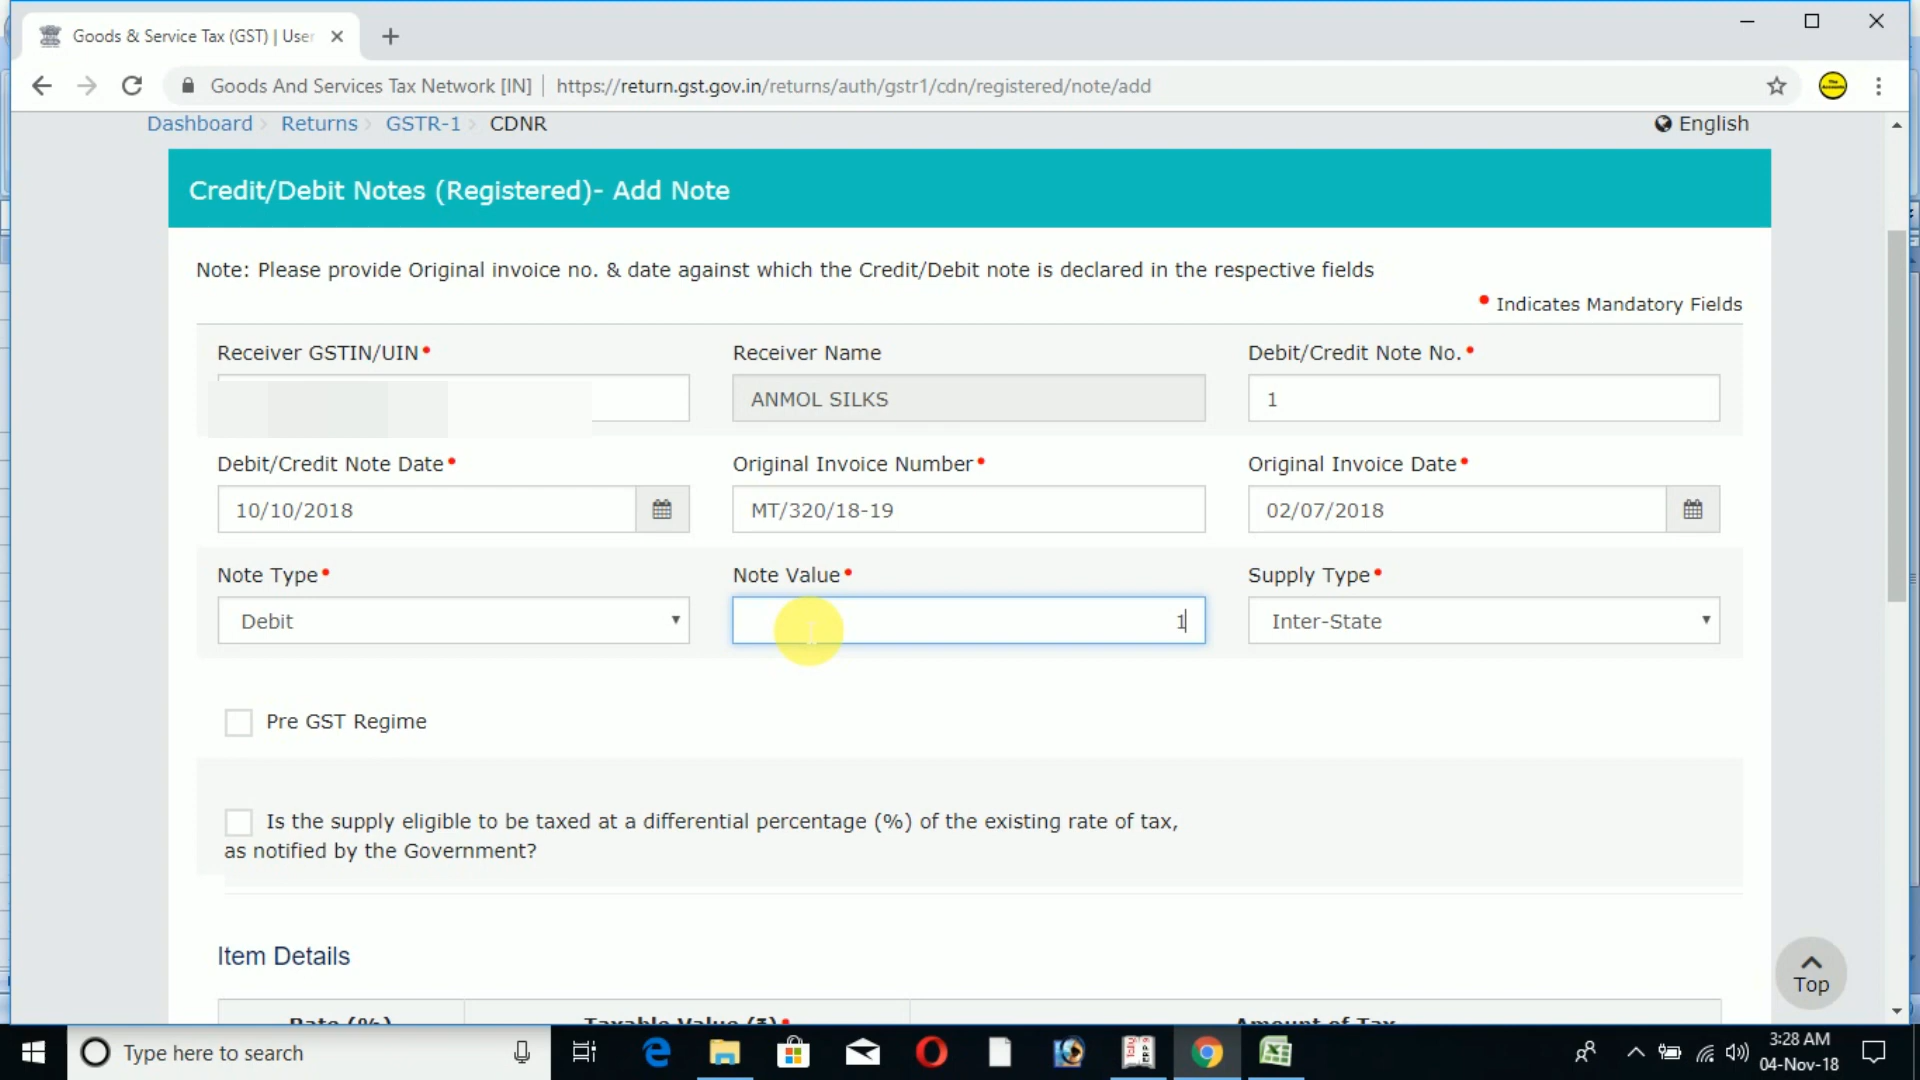 Goods & Service Tax (GST) | User
Goods And Services Tax Network [IN] https://return.gst.gov.in/returns/auth/gstr1/cdn/registered/note/add
Dashboard Returns GSTR-1 CDNR English
Credit/Debit Notes (Registered)- Add Note
Note: Please provide Original invoice no. & date against which the Credit/Debit note is declared in the respective fields
• Indicates Mandatory Fields
Receiver GSTIN/UIN• Receiver Name Debit/Credit Note No.•
ANMOL SILKS 1
Debit/Credit Note Date• Original Invoice Number• Original Invoice Date•
10/10/2018 MT/320/18-19 02/07/2018
Note Type• Note Value• Supply Type•
Debit 1 Inter-State
Pre GST Regime
Is the supply eligible to be taxed at a differential percentage (%) of the existing rate of tax,
as notified by the Government?
Item Details
Top
Rate (%) Taxable Value (₹)• Amount of Tax
Type here to search
3:28 AM
04-Nov-18